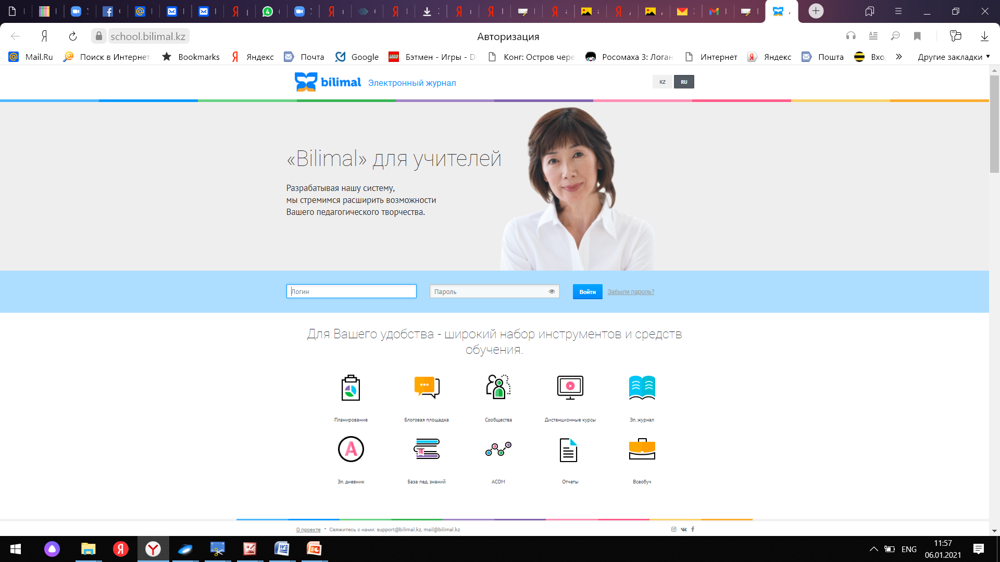 school.bilimal.kz
Авторизация
Mail.Ru
Поиск в Интернет
Bookmarks
Яндекс
Почта
Google
Бэтмен - Игры - D
Конг: Остров чере
Росомаха 3: Логан
Интернет
Яндекс
Пошта
Вхо
Другие закладки
bilimal Электронный журнал
KZ RU
«Bilimal» для учителей
Разрабатывая нашу систему,
мы стремимся расширить возможности
Вашего педагогического творчества.
Логин
Пароль
Войти
Забыли пароль?
Для Вашего удобства - широкий набор инструментов и средств
обучения.
Планирование
Блоговая площадка
Сообщества
Дистанционные курсы
Эл. журнал
Эл. дневник
База пед. знаний
АСОМ
Отчеты
Всеобуч
О проекте - Свяжитесь с нами: support@bilimal.kz, mail@bilimal.kz
ENG
11:57
06.01.2021